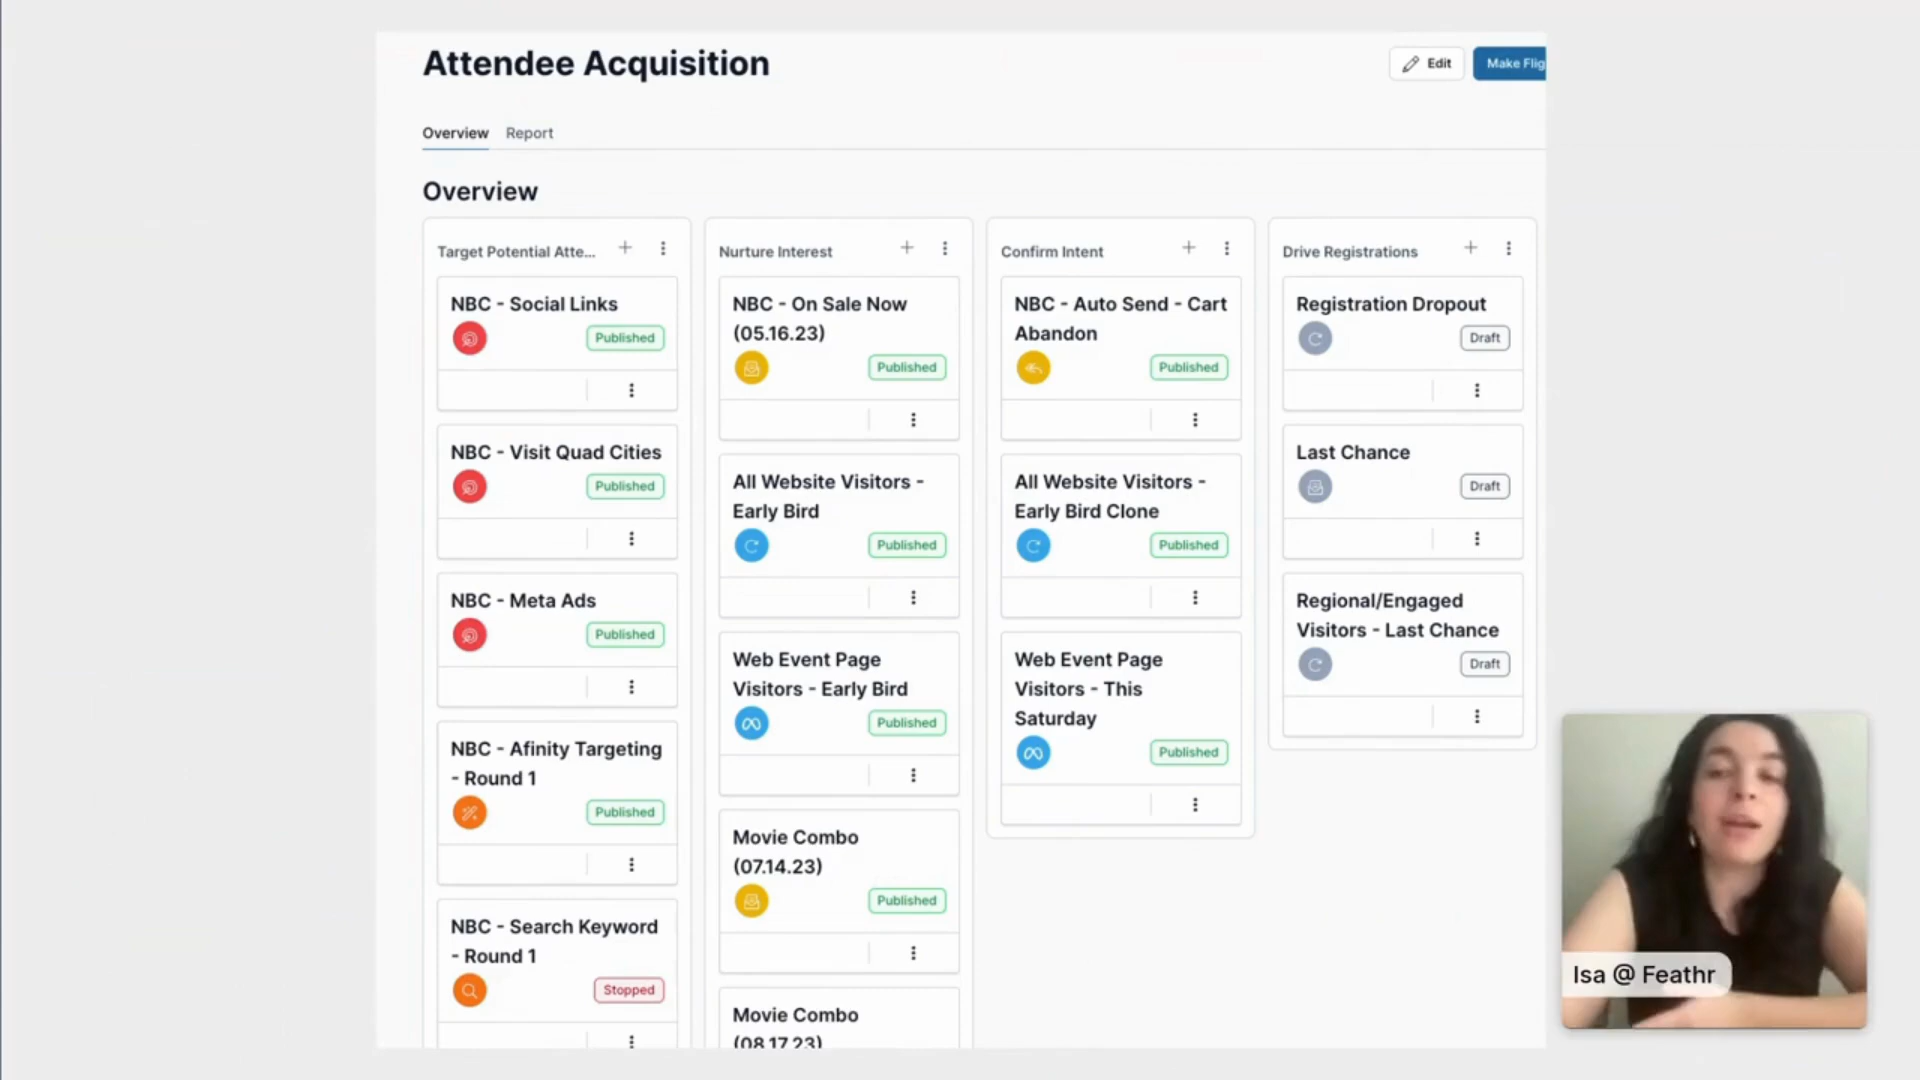 Attendee Acquisition
Edit
Make Flig
Overview
Report
Overview
Target Potential Atte...
NBC - Social Links
Published
NBC - Visit Quad Cities
Published
NBC - Meta Ads
Published
NBC - Afinity Targeting
- Round 1
Published
NBC - Search Keyword
- Round 1
Stopped
Nurture Interest
NBC - On Sale Now
(05.16.23)
Published
All Website Visitors -
Early Bird
Published
Web Event Page
Visitors - Early Bird
Published
Movie Combo
(07.14.23)
Published
Movie Combo
(08.17.23)
Confirm Intent
NBC - Auto Send - Cart
Abandon
Published
All Website Visitors -
Early Bird Clone
Published
Web Event Page
Visitors - This
Saturday
Published
Drive Registrations
Registration Dropout
Draft
Last Chance
Draft
Regional/Engaged
Visitors - Last Chance
Draft
Isa @ Feathr